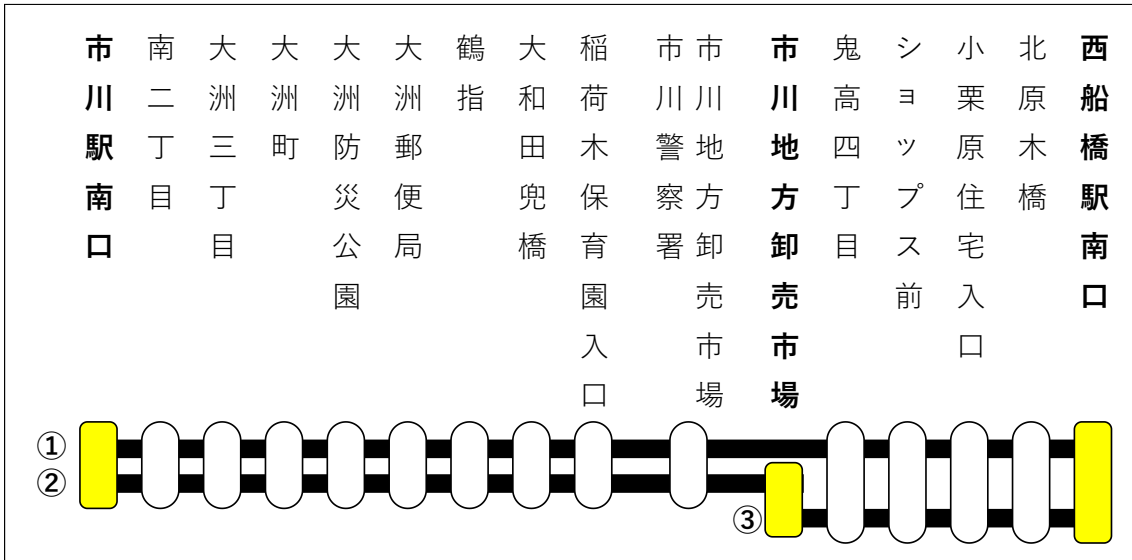 市川駅南口
南二丁目
大洲三丁目
大洲町
大洲防災公園
大洲郵便局
鶴指
大和田兜橋
稲荷木保育園入口
市川警察署
市川地方卸売市場
市川地方卸売市場
鬼高四丁目
ショップス前
小栗原住宅入口
北原木橋
西船橋駅南口
①
②
③